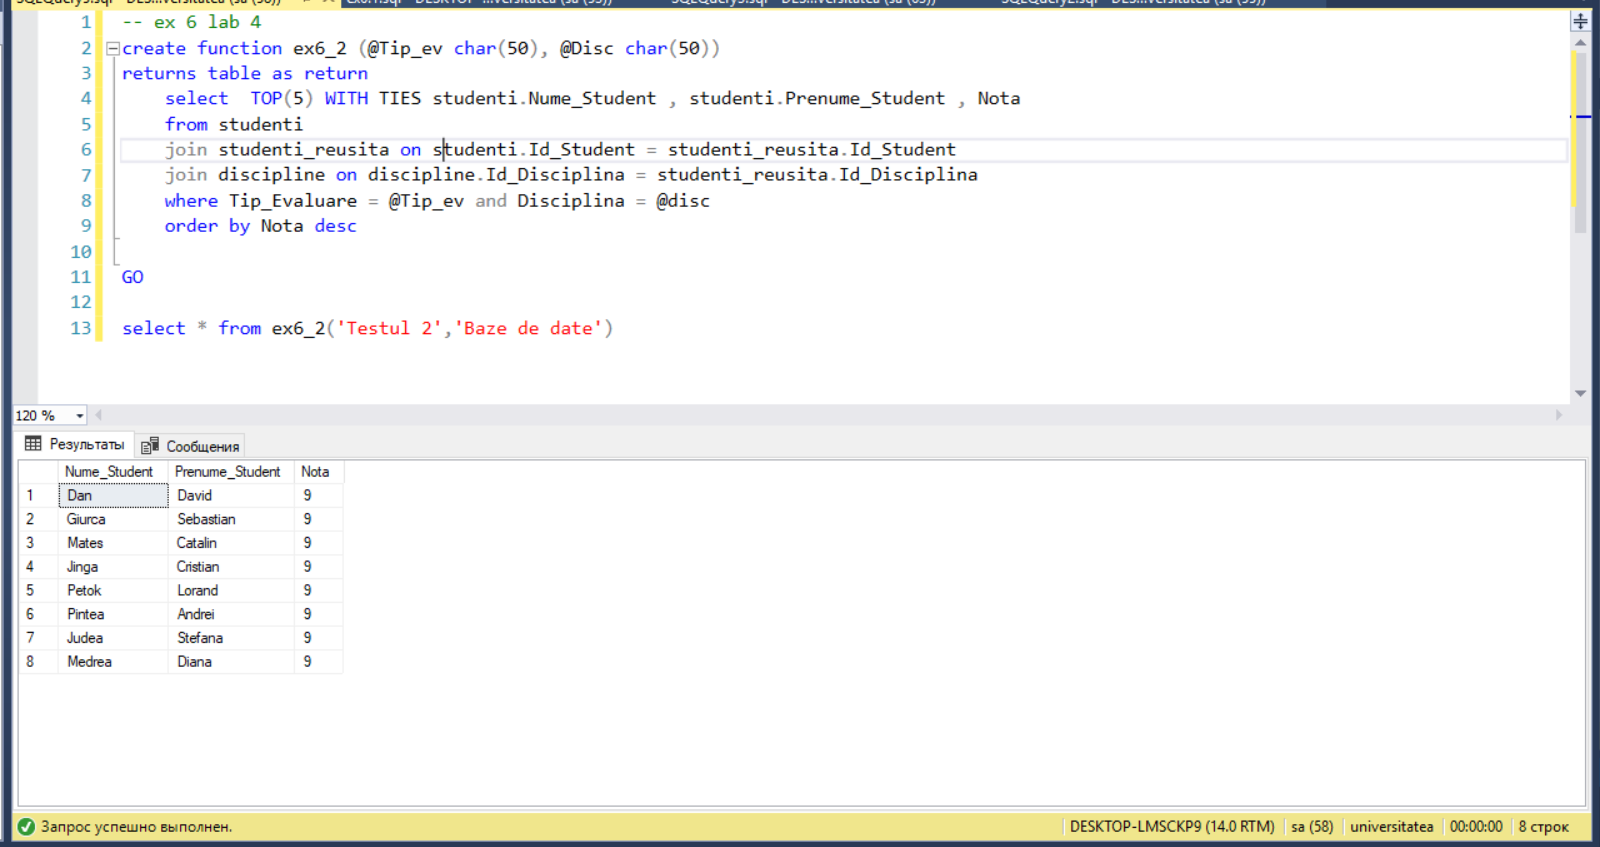 1 -- ex 6 lab 4
2 create function ex6_2 (@Tip_ev char(50), @Disc char(50))
3 returns table as return
4 select TOP(5) WITH TIES studenti.Nume_Student , studenti.Prenume_Student , Nota
5 from studenti
6 join studenti_reusita on studenti.Id_Student = studenti_reusita.Id_Student
7 join discipline on discipline.Id_Disciplina = studenti_reusita.Id_Disciplina
8 where Tip_Evaluare = @Tip_ev and Disciplina = @disc
9 order by Nota desc
10
11 GO
12
13 select * from ex6_2('Testul 2','Baze de date')
120 %
Результаты Сообщения
Nume_Student Prenume_Student Nota
1 Dan David 9
2 Giurca Sebastian 9
3 Mates Catalin 9
4 Jinga Cristian 9
5 Petok Lorand 9
6 Pintea Andrei 9
7 Judea Stefana 9
8 Medrea Diana 9
Запрос успешно выполнен. DESKTOP-LMSCKP9 (14.0 RTM) sa (58) universitatea 00:00:00 8 строк